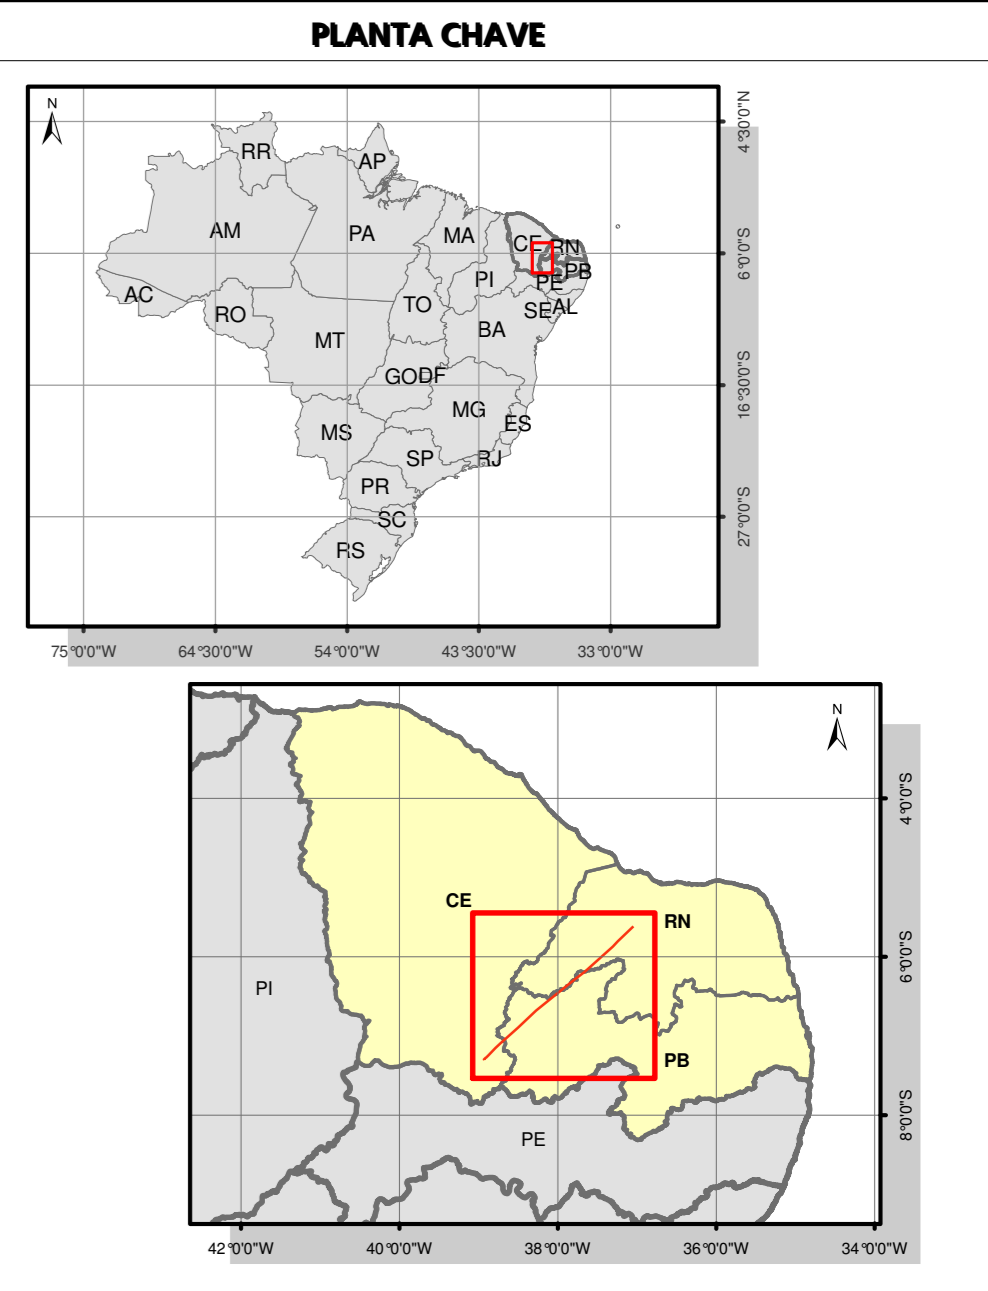 PLANTA CHAVE
N
4°30'0"N
RR
AP
AM
PA
MA
CE
RN
6°0'0"S
PI
PB
PE
AC
TO
RO
SE
AL
MT
BA
GO
DF
16°30'0"S
MG
MS
ES
SP
RJ
PR
27°0'0"S
SC
RS
75°0'0"W
64°30'0"W
54°0'0"W
43°30'0"W
33°0'0"W
N
4°0'0"S
CE
RN
6°0'0"S
PI
PB
8°0'0"S
PE
42°0'0"W
40°0'0"W
38°0'0"W
36°0'0"W
34°0'0"W